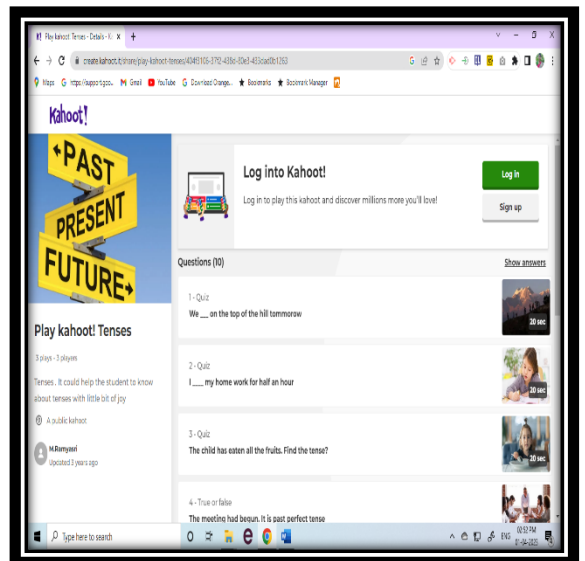 Play kahoot! Tenses - Details - Ka
create.kahoot.it/share/play-kahoot-
Maps
Gmail
YouTube
Bookmarks
Bookmark Manager
Kahoot!
PAST
PRESENT
FUTURE
Play kahoot! Tenses
3 plays · 3 players
Tenses . It could help the student to know
about tenses with little bit of joy
A public kahoot
M.Ramyasri
Updated 3 years ago
Log into Kahoot!
Log in to play this kahoot and discover millions more you'll love!
Log in
Sign up
Questions (10)
Show answers
1 - Quiz
We __ on the top of the hill tommorow
20 sec
2 - Quiz
I ___ my home work for half an hour
20 sec
3 - Quiz
The child has eaten all the fruits. Find the tense?
20 sec
4 - True or false
The meeting had begun. It is past perfect tense
Type here to search
ENG
02:52 PM